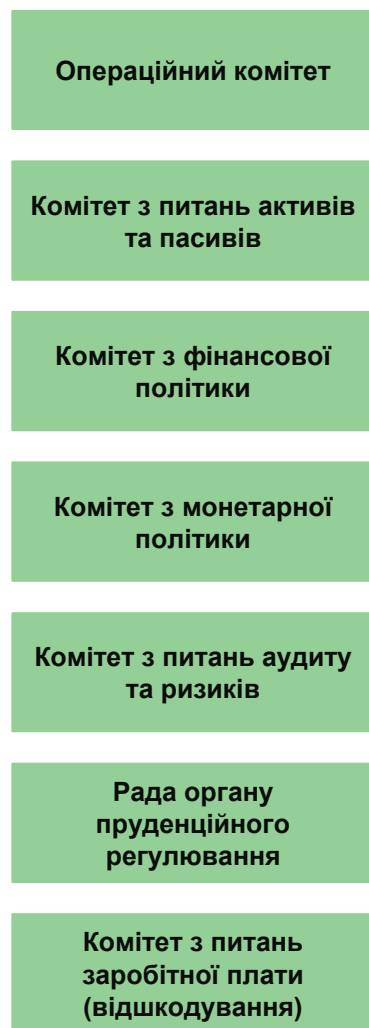 Операційний комітет
Комітет з питань активів
та пасивів
Комітет з фінансової
політики
Комітет з монетарної
політики
Комітет з питань аудиту
та ризиків
Рада органу
пруденційного
регулювання
Комітет з питань
заробітної плати
(відшкодування)